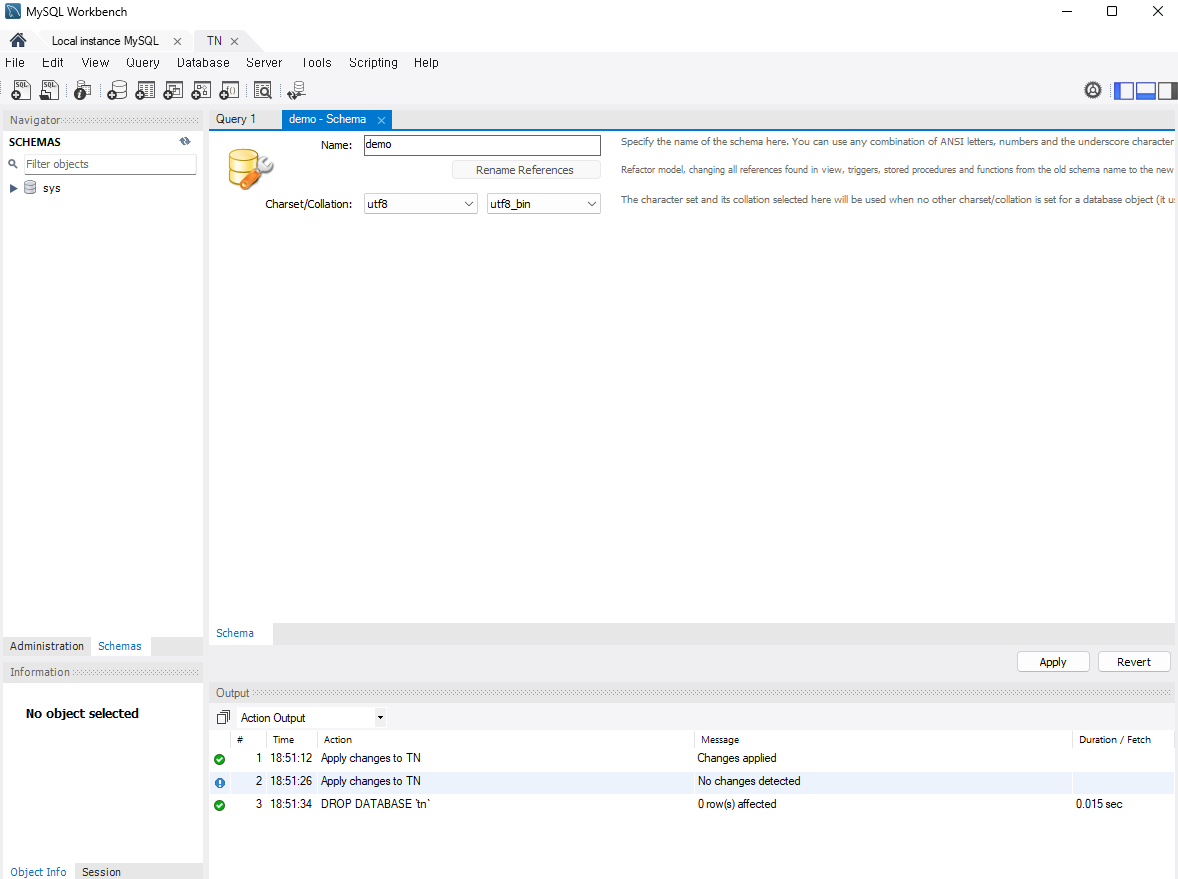 MySQL Workbench
Local instance MySQL
TN
File Edit View Query Database Server Tools Scripting Help
Navigator
SCHEMAS
Filter objects
sys
Administration Schemas
Information
No object selected
Object Info Session
Query 1 demo - Schema
Name: demo Specify the name of the schema here. You can use any combination of ANSI letters, numbers and the underscore character
Rename References Refactor model, changing all references found in view, triggers, stored procedures and functions from the old schema name to the new
Charset/Collation: utf8 utf8_bin The character set and its collation selected here will be used when no other charset/collation is set for a database object (it
Schema
Apply Revert
Output
Action Output
# Time Action Message Duration / Fetch
1 18:51:12 Apply changes to TN Changes applied
2 18:51:26 Apply changes to TN No changes detected
3 18:51:34 DROP DATABASE `tn` 0 row(s) affected 0.015 sec